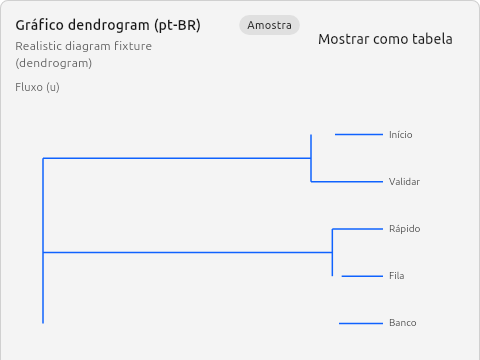 Gráfico dendrogram (pt-BR)
Amostra
Mostrar como tabela
Realistic diagram fixture
(dendrogram)
Fluxo (u)
Início
Validar
Rápido
Fila
Banco